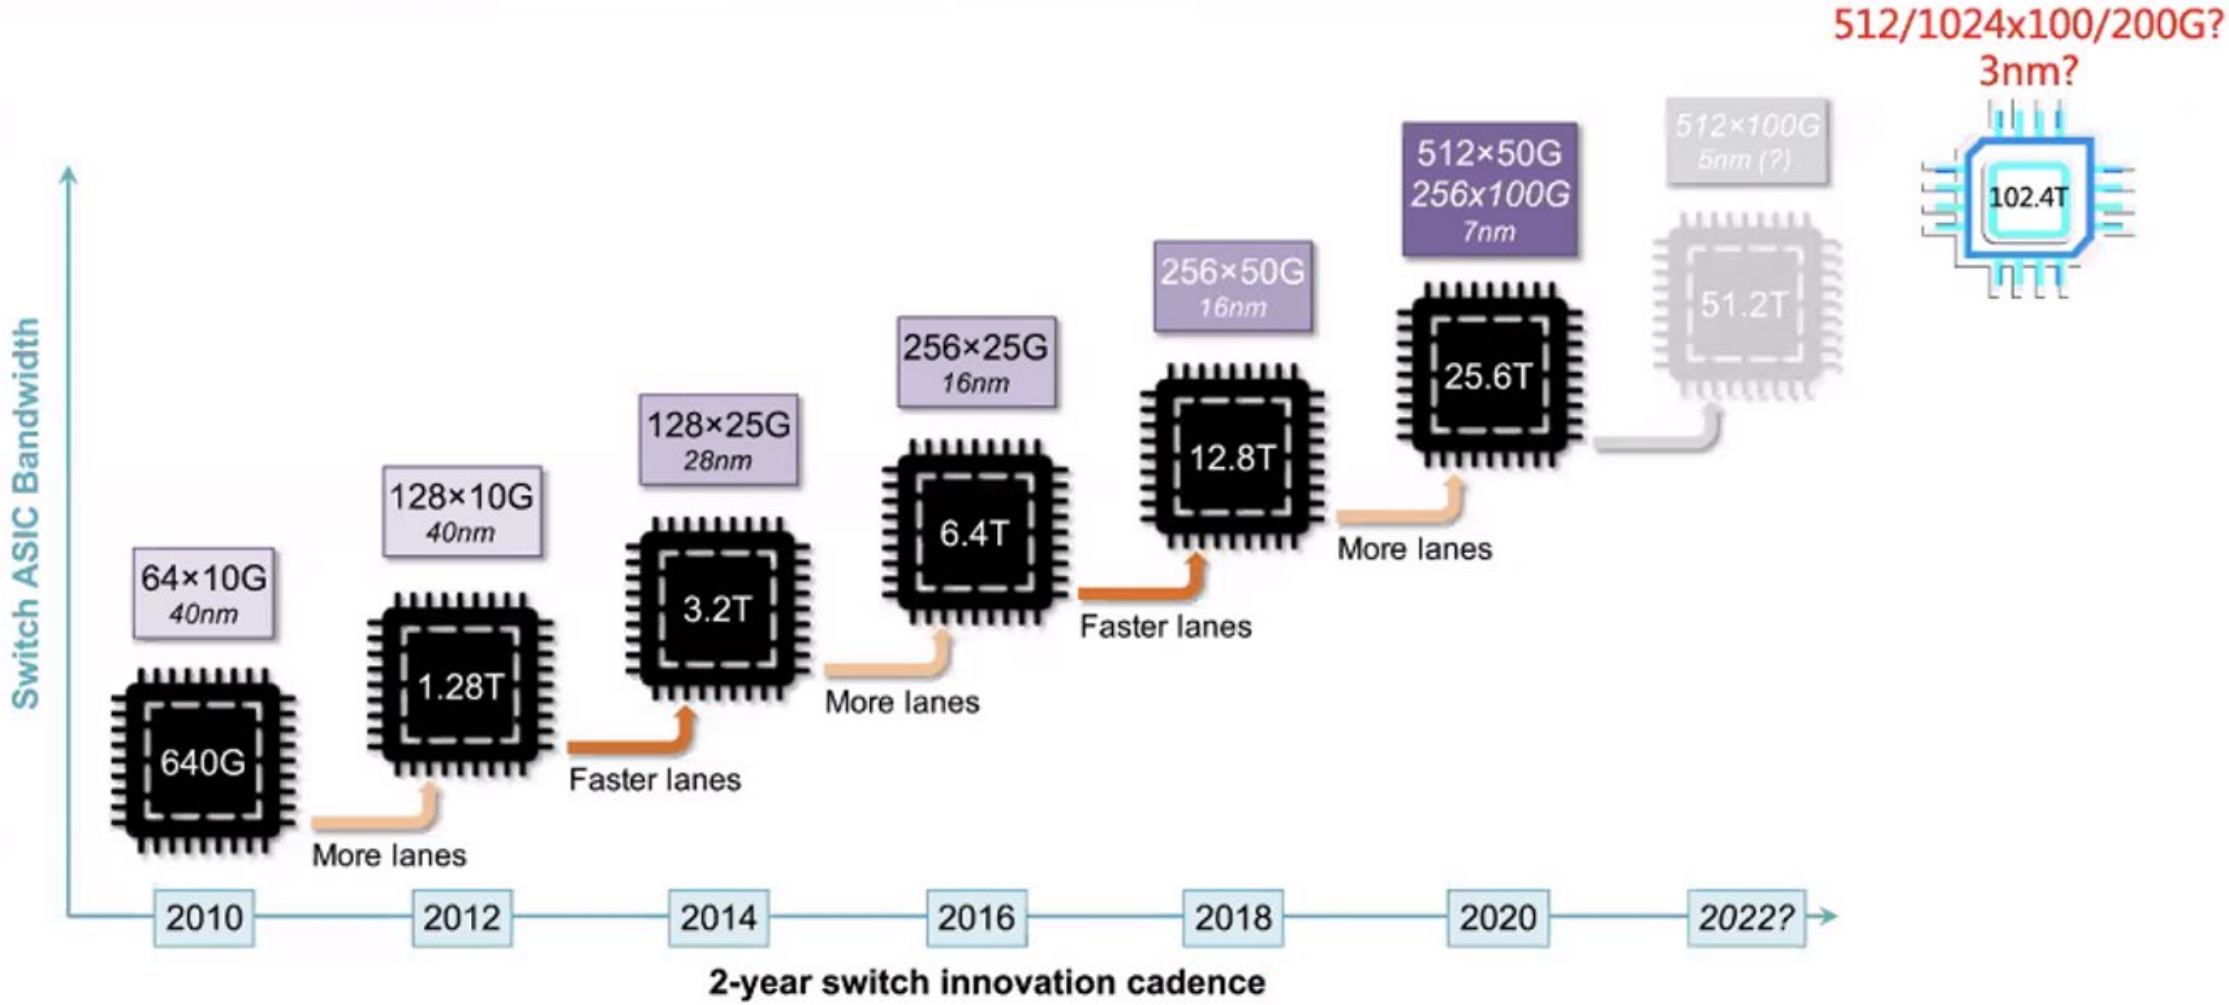 512/1024x100/200G?
3nm?
102.4T
512×100G
5nm (?)
51.2T
512×50G
256x100G
7nm
25.6T
256×50G
16nm
12.8T
256×25G
16nm
6.4T
128×25G
28nm
3.2T
128×10G
40nm
1.28T
64×10G
40nm
640G
More lanes
Faster lanes
More lanes
Faster lanes
More lanes
Switch ASIC Bandwidth
2010
2012
2014
2016
2018
2020
2022?
2-year switch innovation cadence